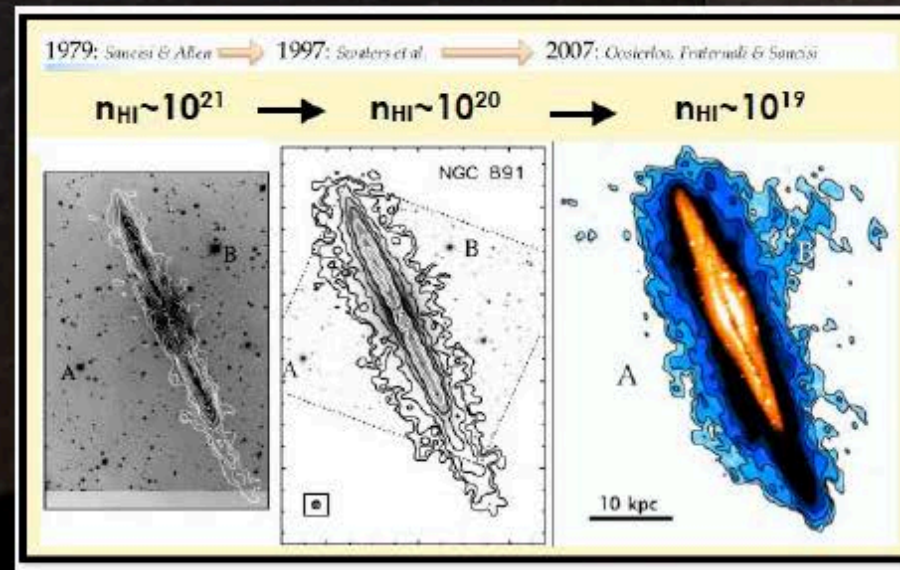 1979: Sancisi & Allen 1997: Swaters et al. 2007: Oosterloo, Fraternali & Sancisi
nHI~10²¹ nHI~10²⁰ nHI~10¹⁹
NGC 891
B
B
B
A
A
A
10 kpc